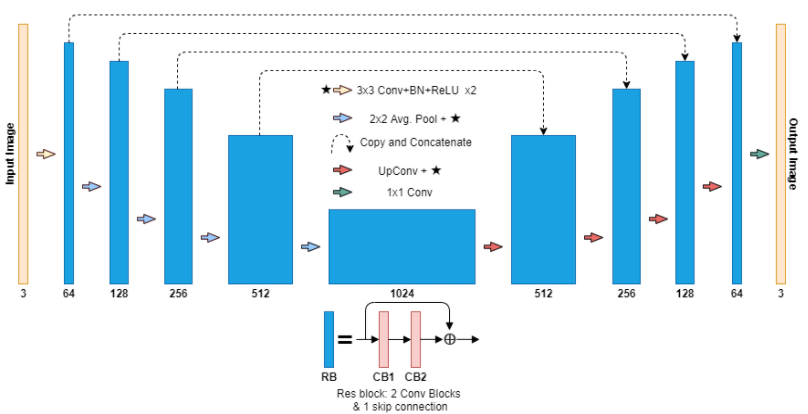 Input Image
Output Image
★ 3x3 Conv+BN+ReLU x2
2x2 Avg. Pool + ★
Copy and Concatenate
UpConv + ★
1x1 Conv
3
64
128
256
512
1024
512
256
128
64
3
RB
=
CB1
CB2
Res block: 2 Conv Blocks
& 1 skip connection